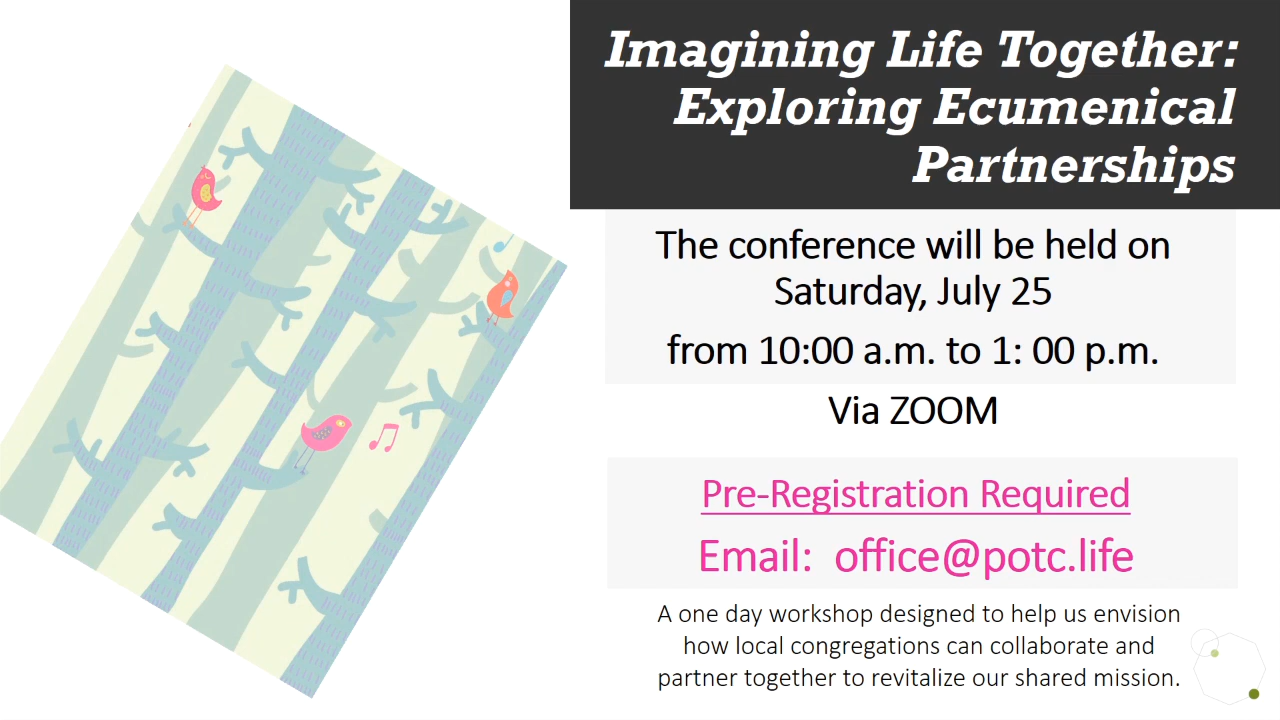 Imagining Life Together:
Exploring Ecumenical
Partnerships
The conference will be held on
Saturday, July 25
from 10:00 a.m. to 1: 00 p.m.
Via ZOOM
Pre-Registration Required
Email:  office@potc.life
A one day workshop designed to help us envision
how local congregations can collaborate and
partner together to revitalize our shared mission.